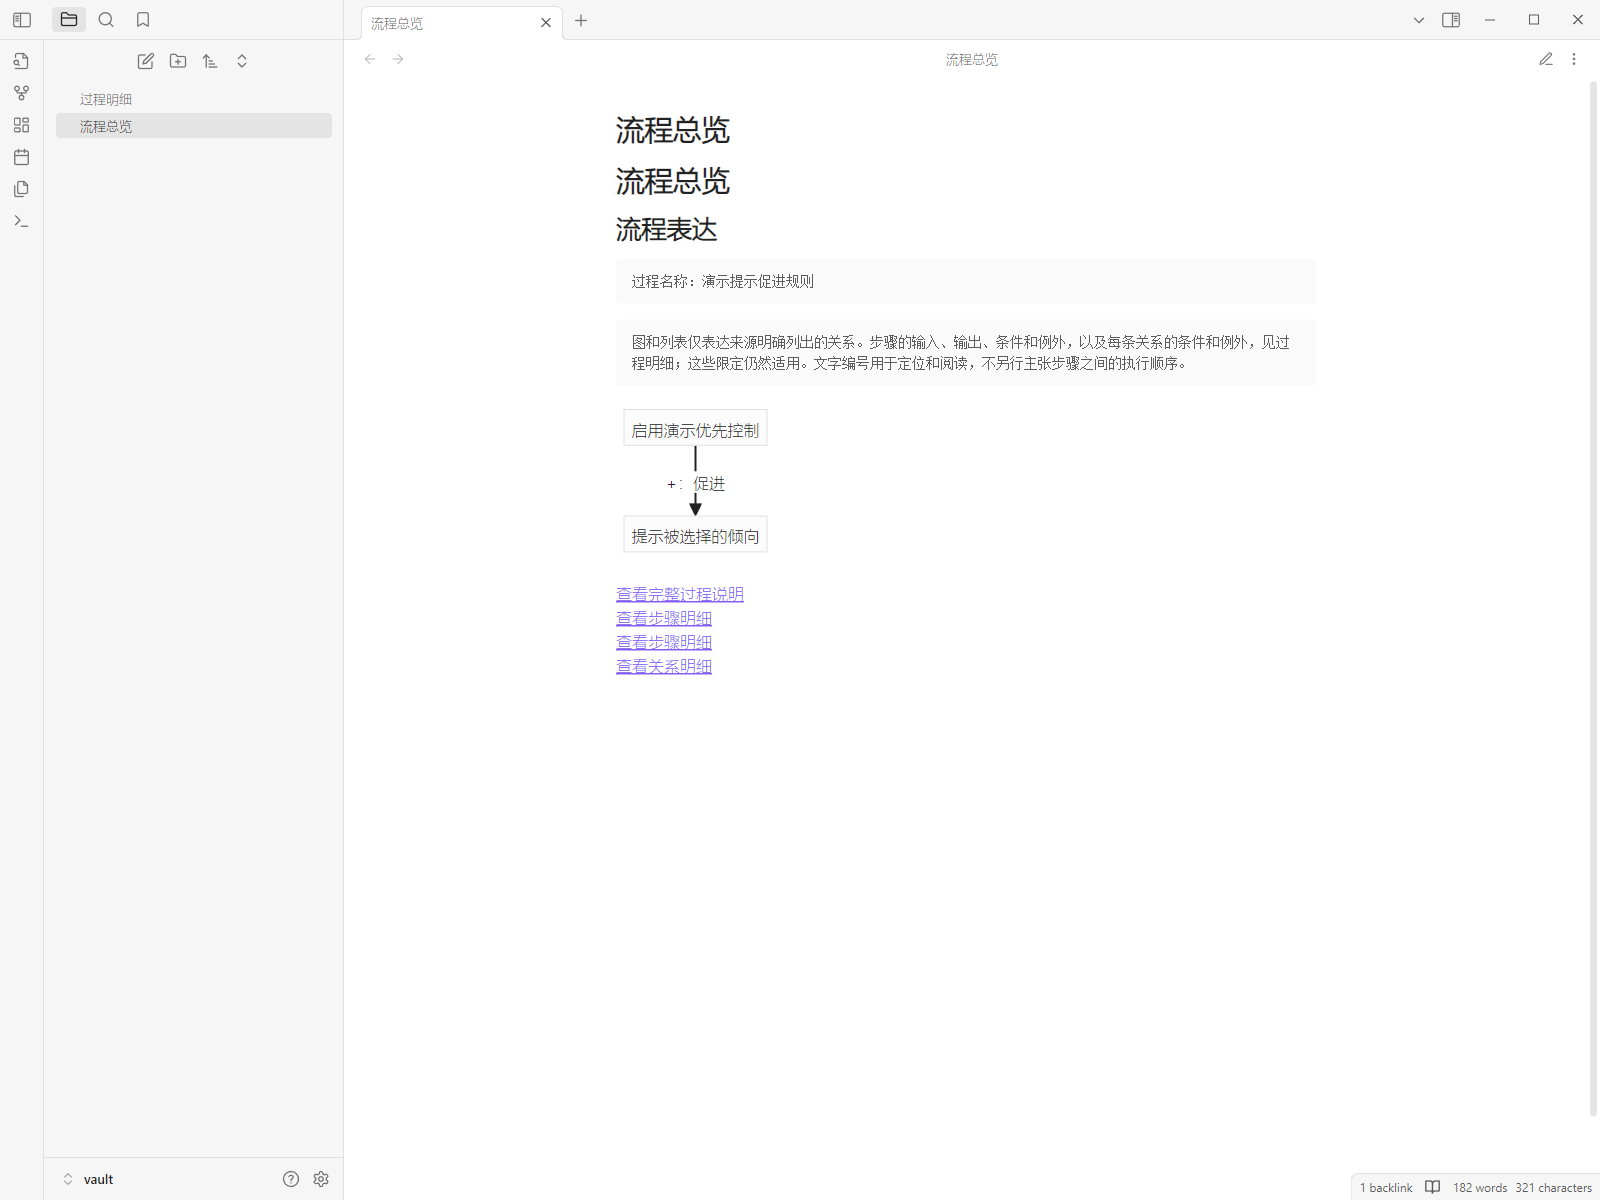 流程总览
流程总览
过程明细
流程总览
流程总览
流程总览
流程表达
过程名称：演示提示促进规则
图和列表仅表达来源明确列出的关系。步骤的输入、输出、条件和例外，以及每条关系的条件和例外，见过
程明细；这些限定仍然适用。文字编号用于定位和阅读，不另行主张步骤之间的执行顺序。
启用演示优先控制
+: 促进
提示被选择的倾向
查看完整过程说明
查看步骤明细
查看步骤明细
查看关系明细
vault
1 backlink 182 words 321 characters